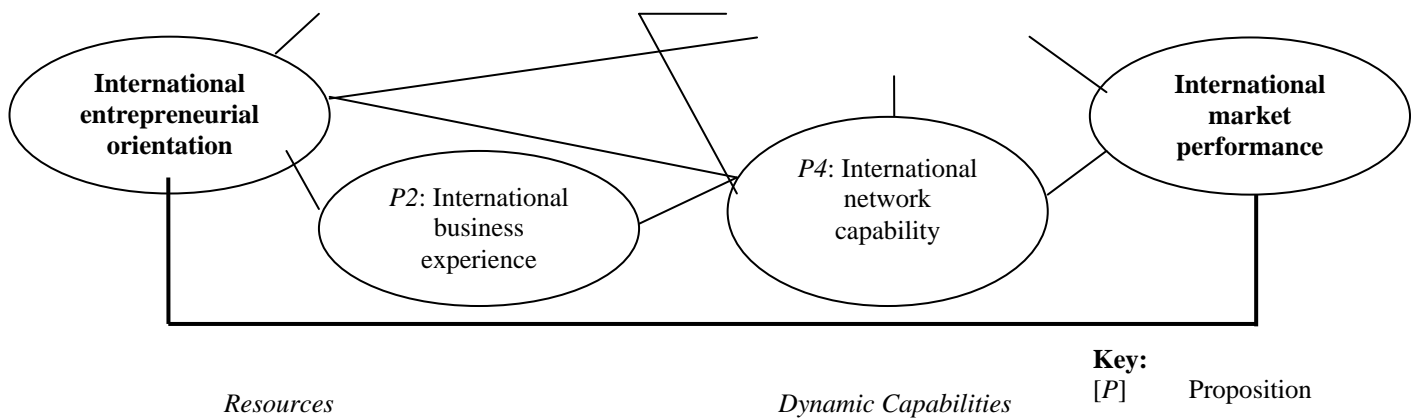 International
entrepreneurial
orientation
P2: International
business
experience
P4: International
network
capability
International
market
performance
Key:
[P] Proposition
Resources
Dynamic Capabilities